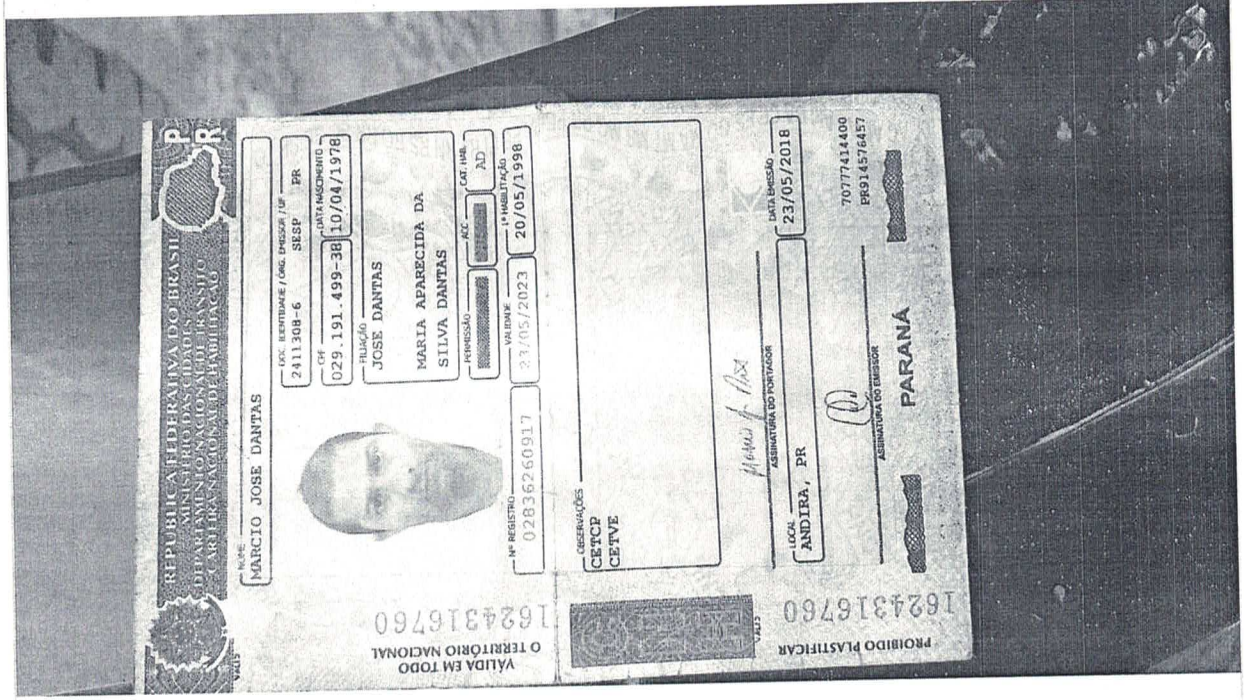 REPÚBLICA FEDERATIVA DO BRASIL
MINISTÉRIO DAS CIDADES
DEPARTAMENTO NACIONAL DE TRÂNSITO
CARTEIRA NACIONAL DE HABILITAÇÃO
PR
NOME
MARCIO JOSE DANTAS
DOC. IDENTIDADE / ÓRG. EMISSOR / UF
2411308-6 SESP PR
CPF
029.191.499-38
DATA NASCIMENTO
10/04/1978
FILIAÇÃO
JOSE DANTAS
MARIA APARECIDA DA
SILVA DANTAS
PERMISSÃO
ACC
CAT. HAB.
AD
Nº REGISTRO
02836260917
VALIDADE
23/05/2023
1ª HABILITAÇÃO
20/05/1998
VÁLIDA EM TODO
O TERRITÓRIO NACIONAL
1624316760
OBSERVAÇÕES
CETCP
CETVE
ASSINATURA DO PORTADOR
LOCAL
ANDIRA, PR
DATA EMISSÃO
23/05/2018
ASSINATURA DO EMISSOR
70777414400
PR914576457
PARANÁ
PROIBIDO PLASTIFICAR
1624316760